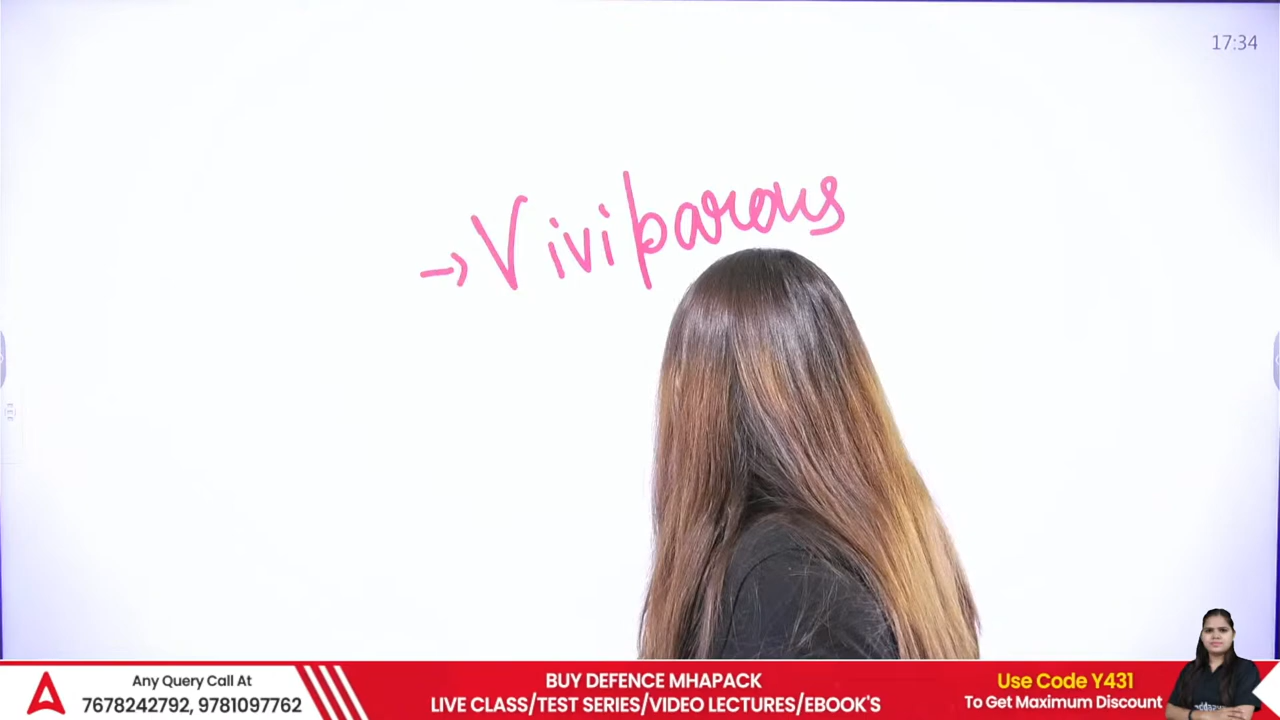 17:34
→ Viviparous
Any Query Call At
7678242792, 9781097762
BUY DEFENCE MHAPACK
LIVE CLASS/TEST SERIES/VIDEO LECTURES/EBOOK'S
Use Code Y431
To Get Maximum Discount